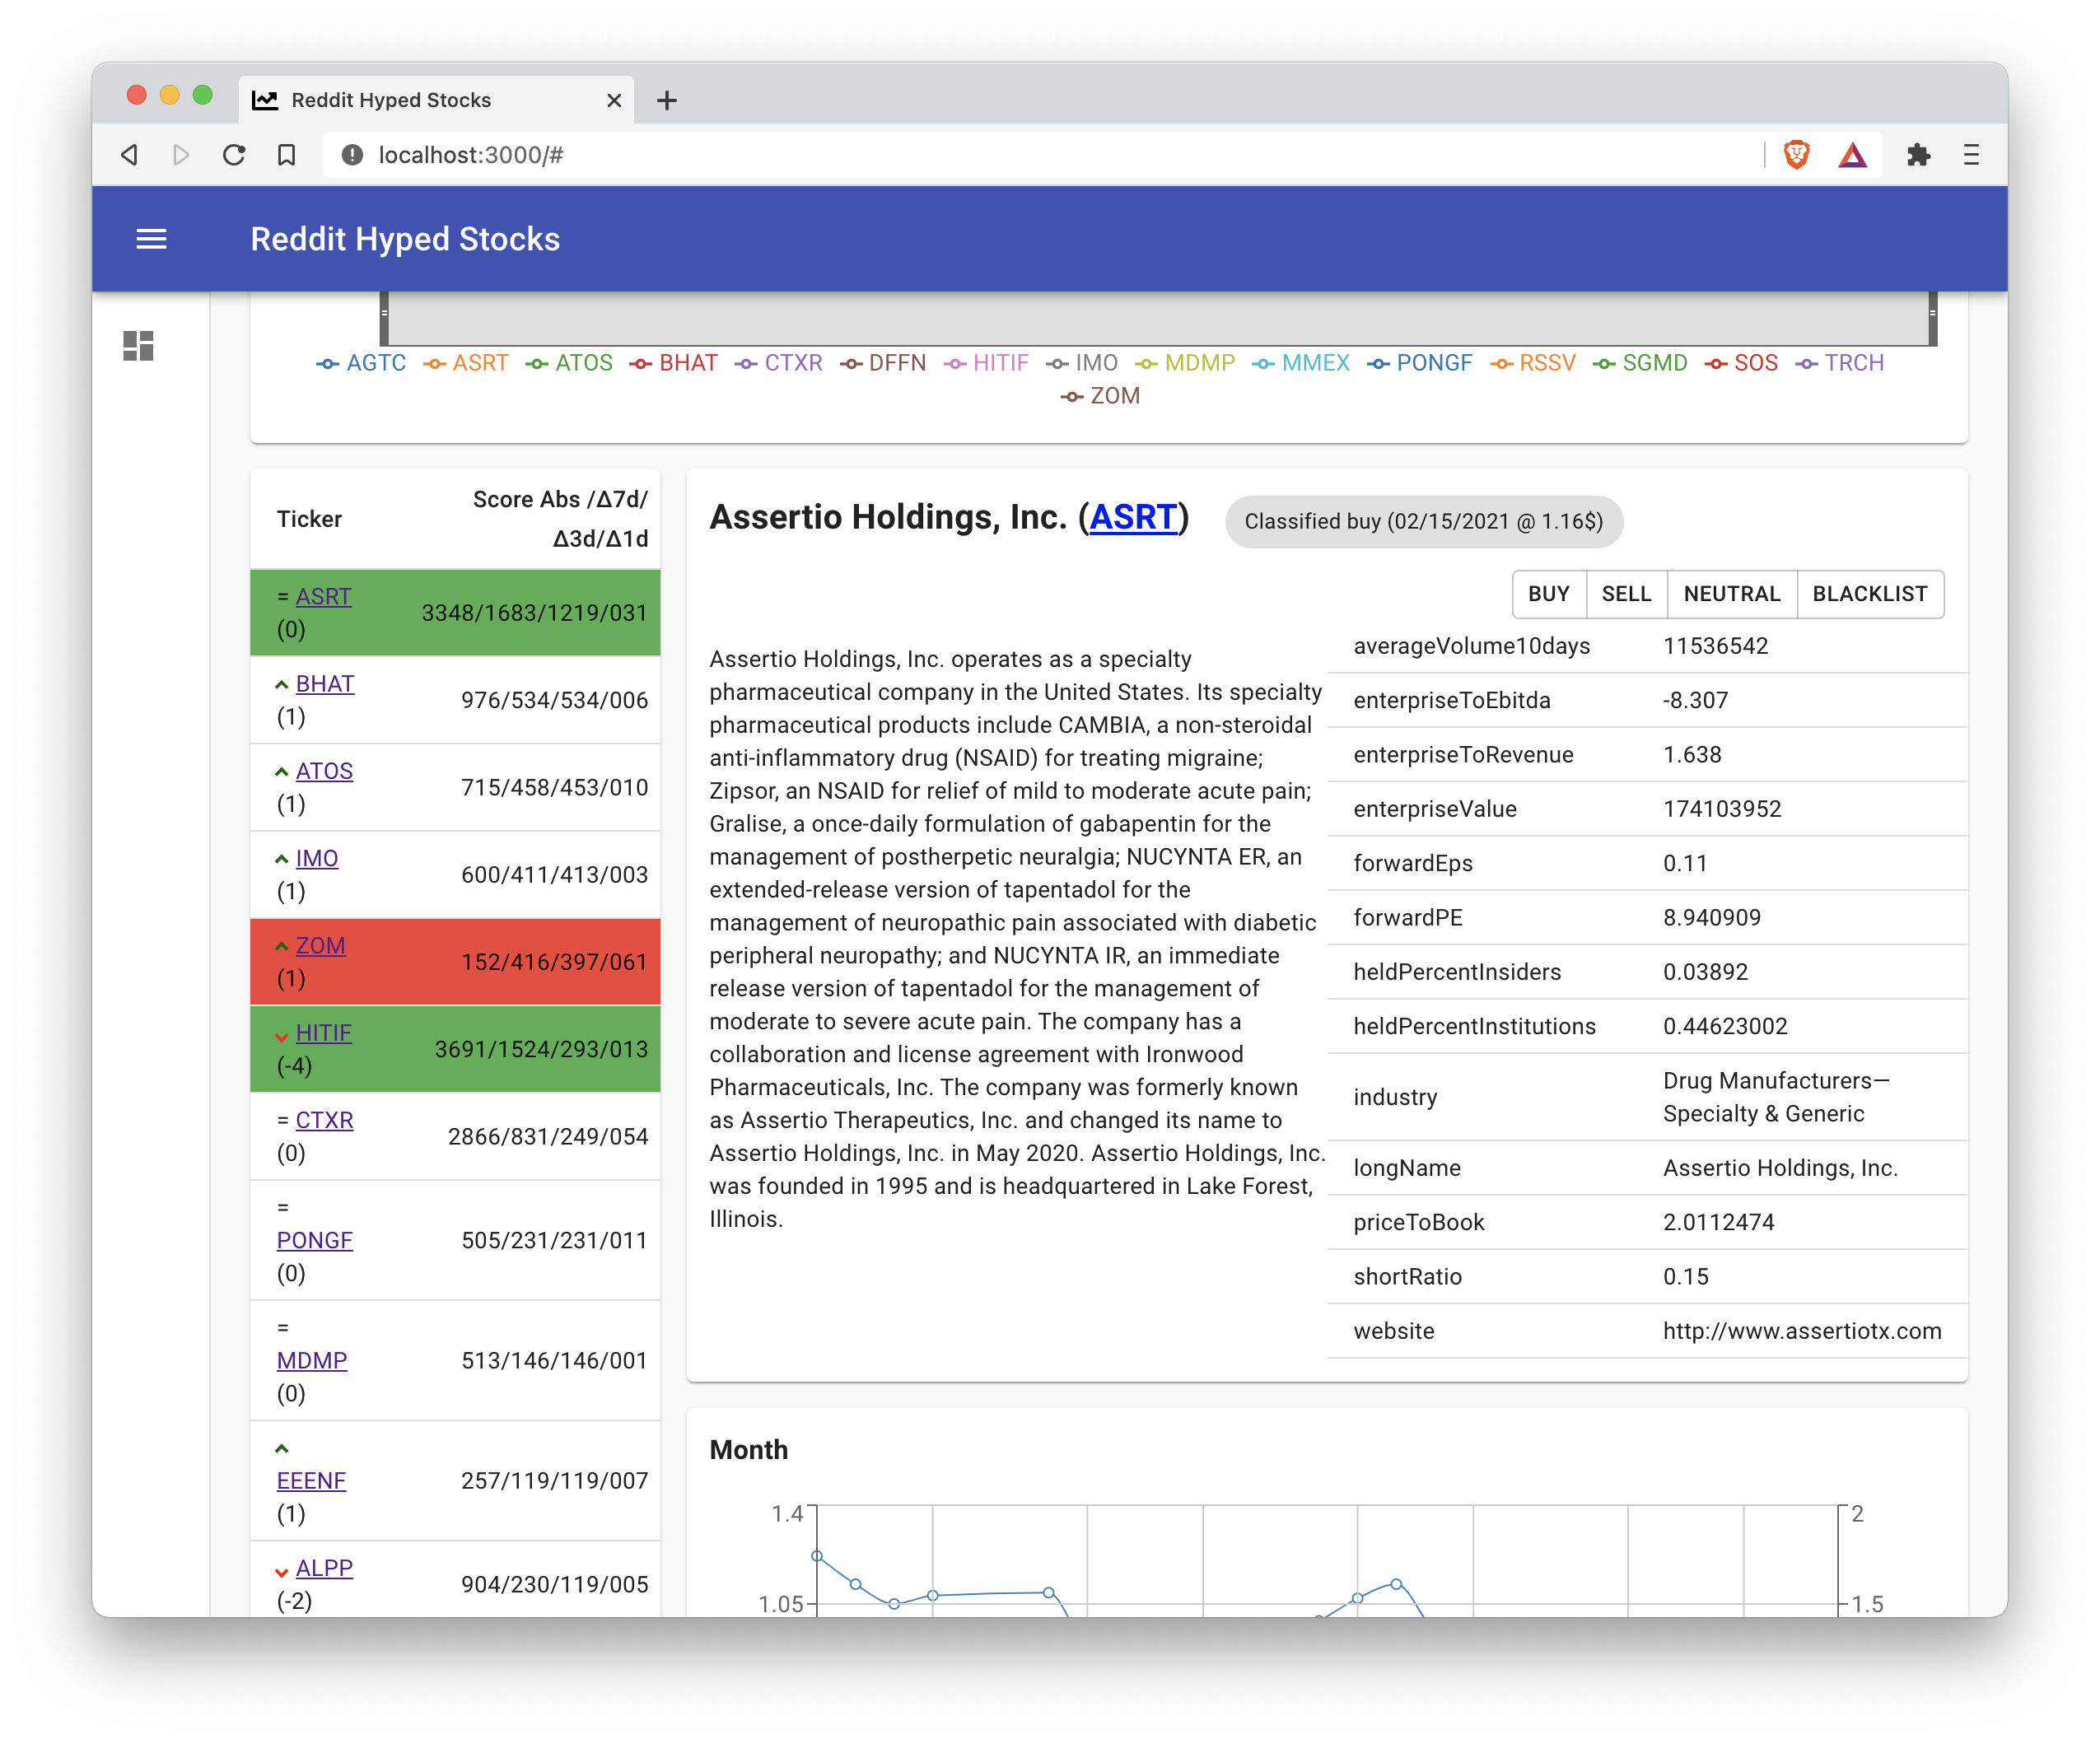 Reddit Hyped Stocks
localhost:3000/#
Reddit Hyped Stocks
AGTC ASRT ATOS BHAT CTXR DFFN HITIF IMO MDMP MMEX PONGF RSSV SGMD SOS TRCH
ZOM
Ticker
Score Abs /Δ7d/
Δ3d/Δ1d
= ASRT
(0)
3348/1683/1219/031
BHAT
(1)
976/534/534/006
ATOS
(1)
715/458/453/010
IMO
(1)
600/411/413/003
ZOM
(1)
152/416/397/061
HITIF
(-4)
3691/1524/293/013
= CTXR
(0)
2866/831/249/054
=
PONGF
(0)
505/231/231/011
=
MDMP
(0)
513/146/146/001
EEENF
(1)
257/119/119/007
ALPP
(-2)
904/230/119/005
Assertio Holdings, Inc. (ASRT)
Classified buy (02/15/2021 @ 1.16$)
BUY SELL NEUTRAL BLACKLIST
Assertio Holdings, Inc. operates as a specialty
pharmaceutical company in the United States. Its specialty
pharmaceutical products include CAMBIA, a non-steroidal
anti-inflammatory drug (NSAID) for treating migraine;
Zipsor, an NSAID for relief of mild to moderate acute pain;
Gralise, a once-daily formulation of gabapentin for the
management of postherpetic neuralgia; NUCYNTA ER, an
extended-release version of tapentadol for the
management of neuropathic pain associated with diabetic
peripheral neuropathy; and NUCYNTA IR, an immediate
release version of tapentadol for the management of
moderate to severe acute pain. The company has a
collaboration and license agreement with Ironwood
Pharmaceuticals, Inc. The company was formerly known
as Assertio Therapeutics, Inc. and changed its name to
Assertio Holdings, Inc. in May 2020. Assertio Holdings, Inc.
was founded in 1995 and is headquartered in Lake Forest,
Illinois.
averageVolume10days 11536542
enterpriseToEbitda -8.307
enterpriseToRevenue 1.638
enterpriseValue 174103952
forwardEps 0.11
forwardPE 8.940909
heldPercentInsiders 0.03892
heldPercentInstitutions 0.44623002
industry Drug Manufacturers—
Specialty & Generic
longName Assertio Holdings, Inc.
priceToBook 2.0112474
shortRatio 0.15
website http://www.assertiotx.com
Month
1.4 2
1.05 1.5